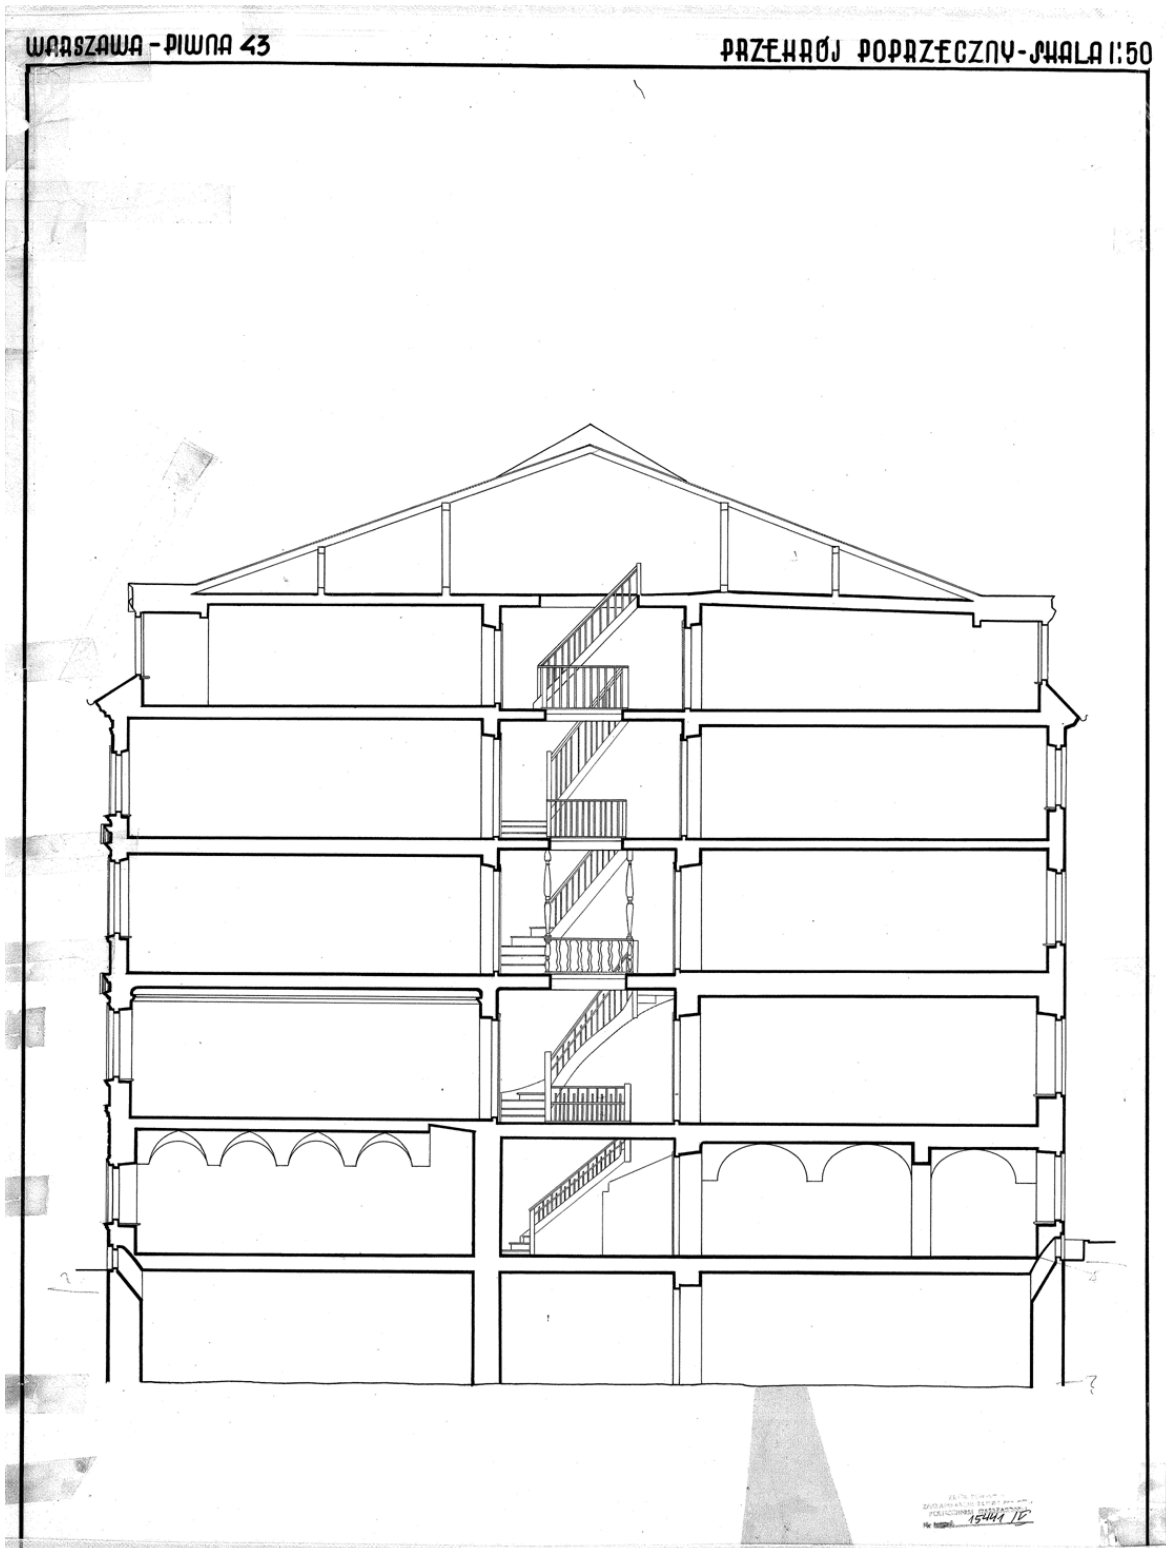 WARSZAWA - PIWNA 43
PRZEKRÓJ POPRZECZNY - SKALA 1:50
?
?
15441 IV